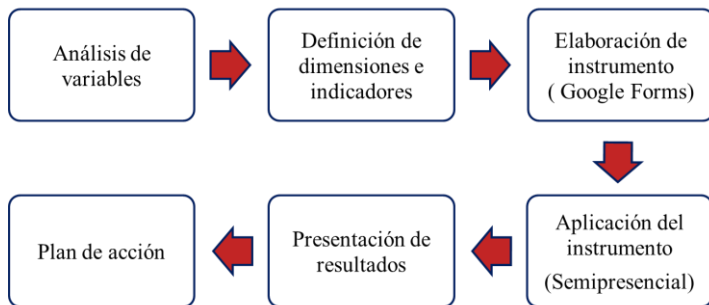 Análisis de
variables
Definición de
dimensiones e
indicadores
Elaboración de
instrumento
( Google Forms)
Aplicación del
instrumento
(Semipresencial)
Presentación de
resultados
Plan de acción